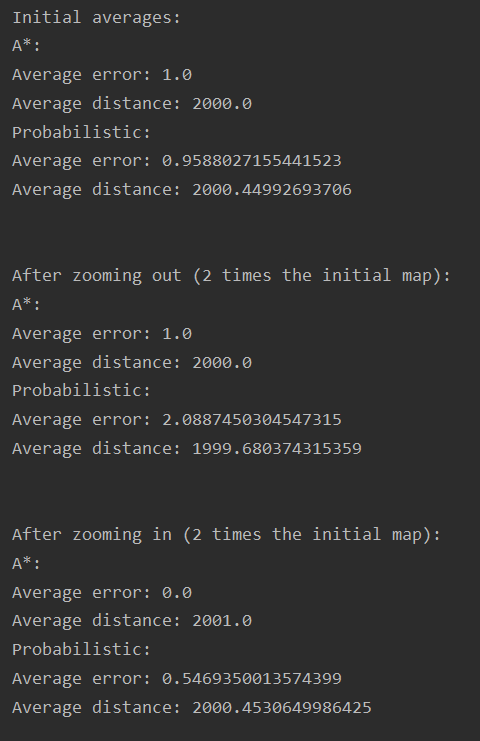 Initial averages:
A*:
Average error: 1.0
Average distance: 2000.0
Probabilistic:
Average error: 0.9588027155441523
Average distance: 2000.44992693706
After zooming out (2 times the initial map):
A*:
Average error: 1.0
Average distance: 2000.0
Probabilistic:
Average error: 2.0887450304547315
Average distance: 1999.680374315359
After zooming in (2 times the initial map):
A*:
Average error: 0.0
Average distance: 2001.0
Probabilistic:
Average error: 0.5469350013574399
Average distance: 2000.4530649986425